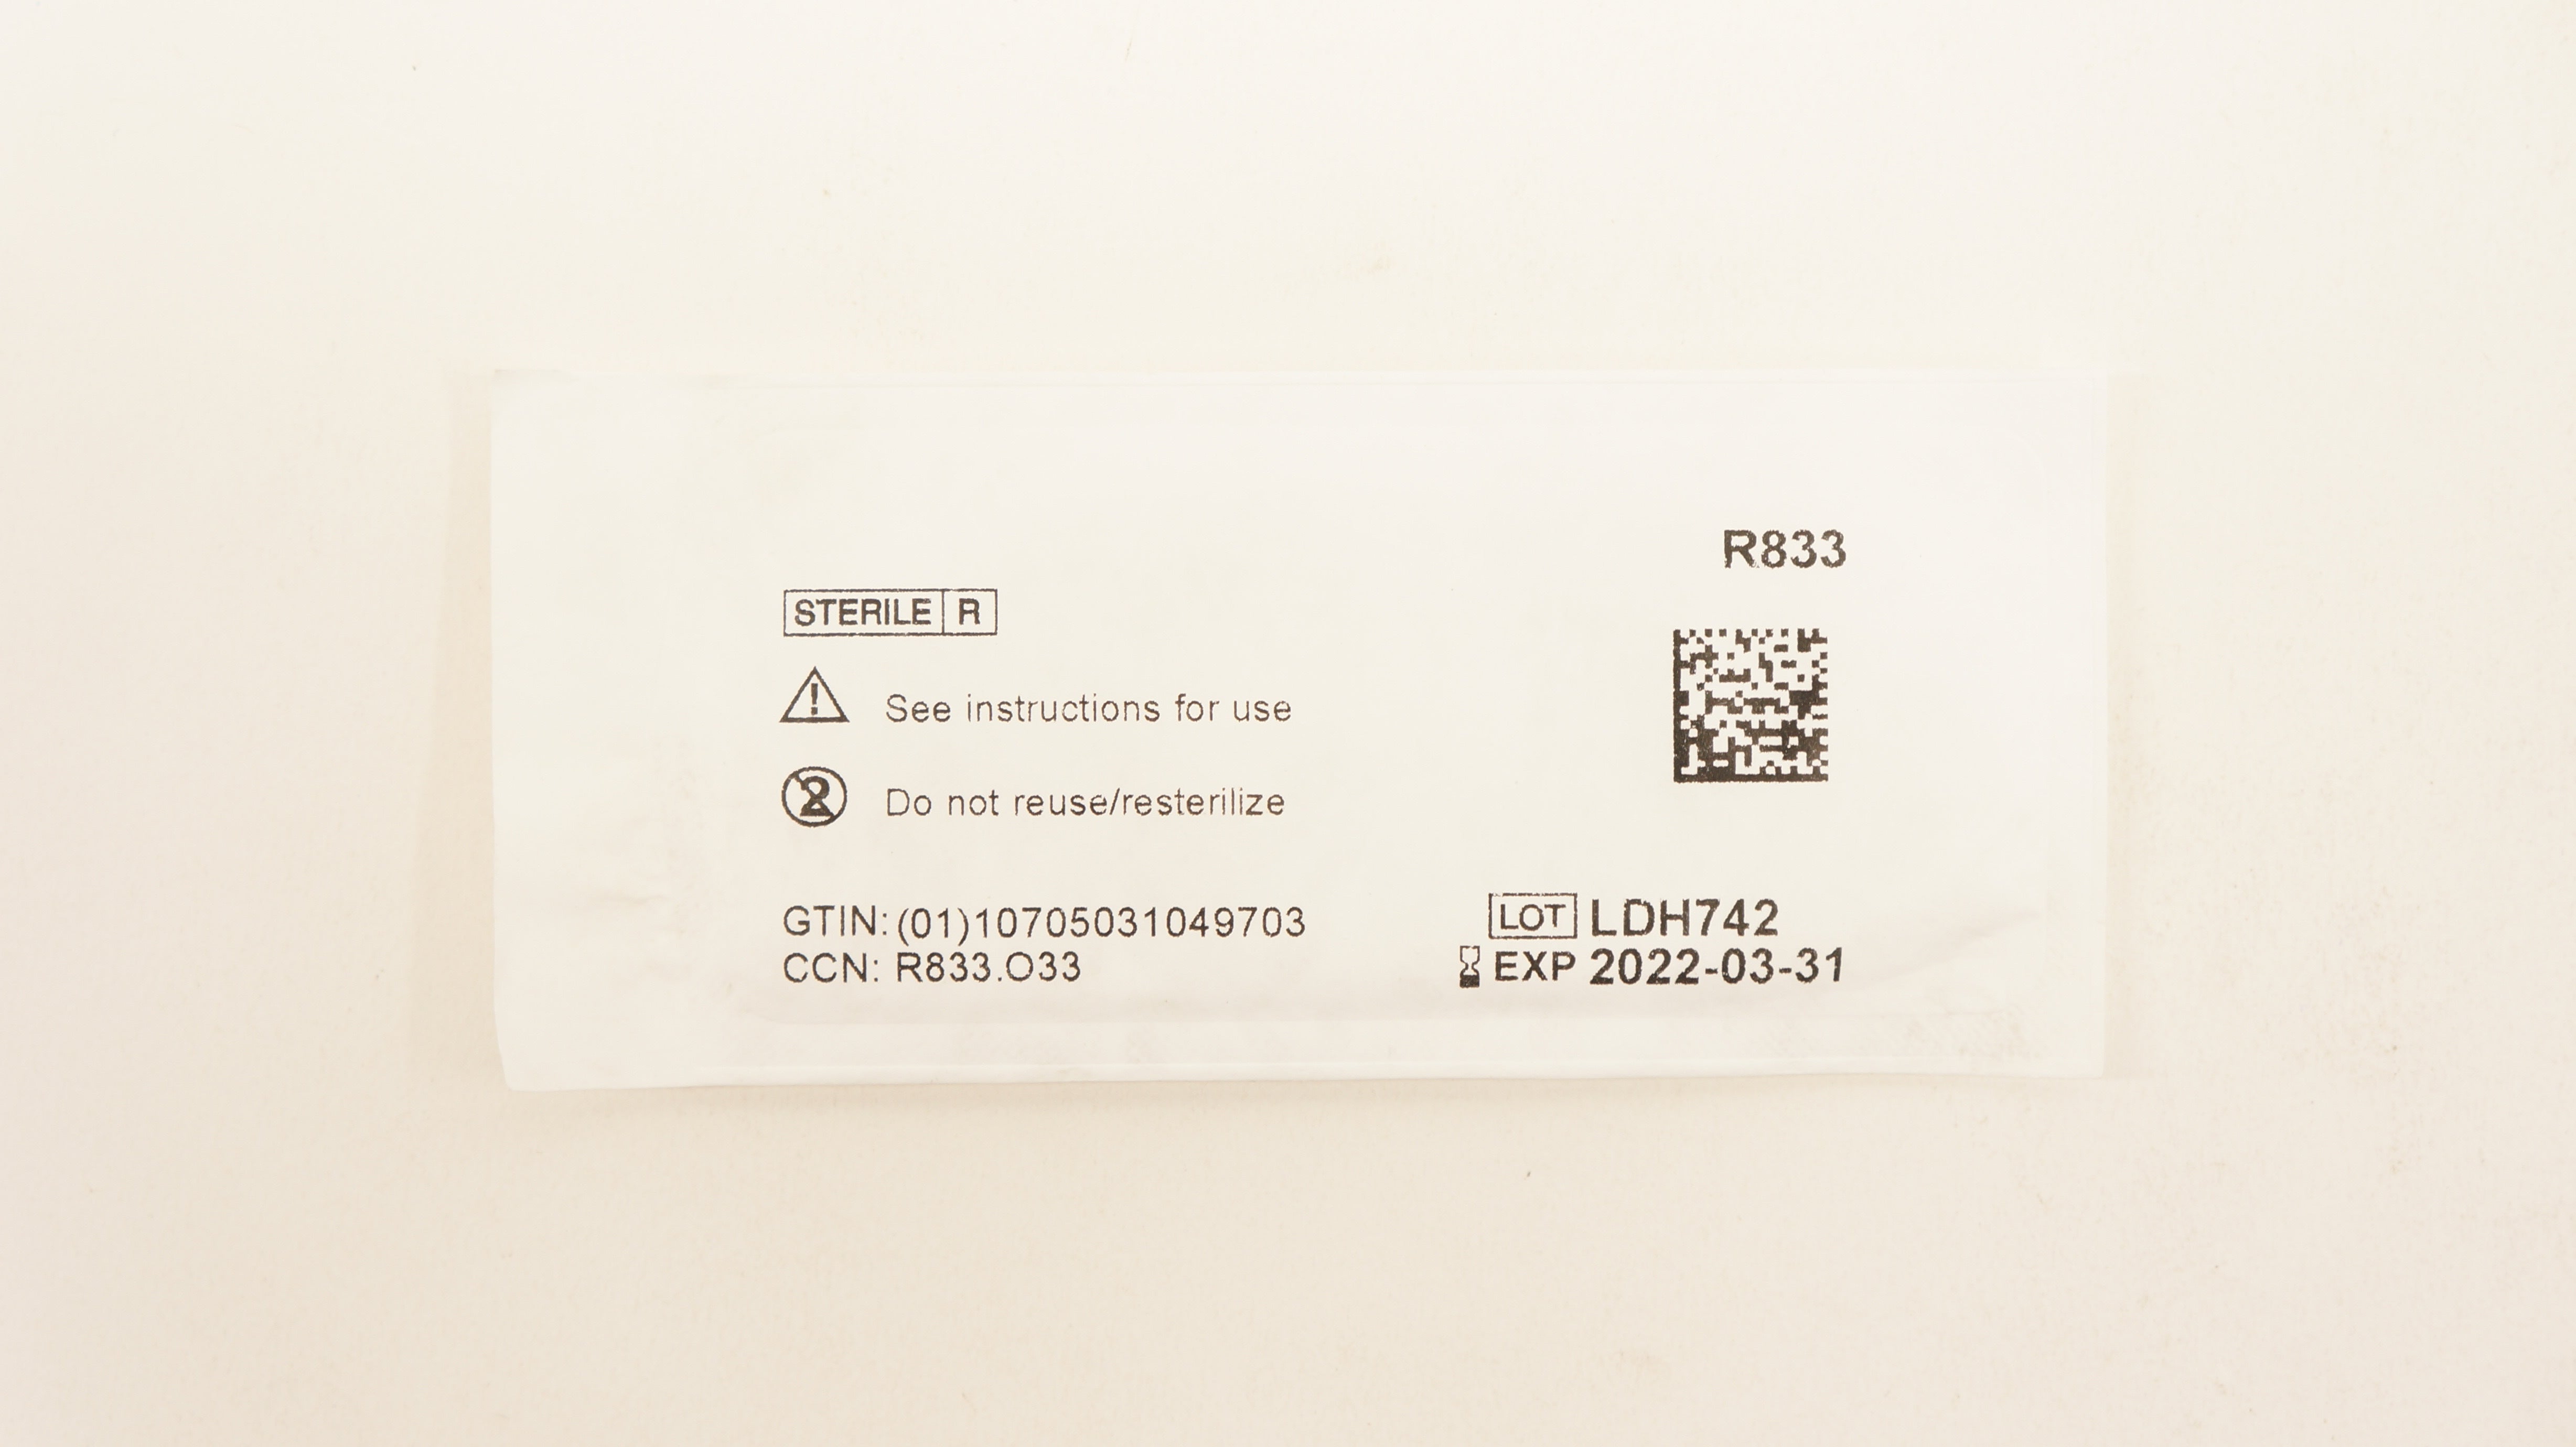 R833
STERILE R
See instructions for use
Do not reuse/resterilize
GTIN: (01)10705031049703
CCN: R833.O33
LOT LDH742
EXP 2022-03-31